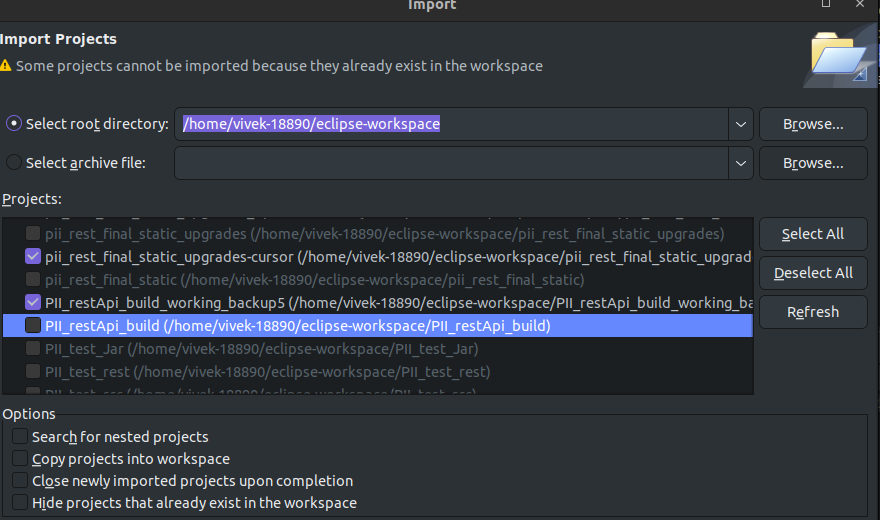 Import
Import Projects
Some projects cannot be imported because they already exist in the workspace
Select root directory: /home/vivek-18890/eclipse-workspace Browse...
Select archive file: Browse...
Projects:
pii_rest_final_static_upgrades (/home/vivek-18890/eclipse-workspace/pii_rest_final_static_upgrades)
pii_rest_final_static_upgrades-cursor (/home/vivek-18890/eclipse-workspace/pii_rest_final_static_upgrad
pii_rest_final_static (/home/vivek-18890/eclipse-workspace/pii_rest_final_static)
PII_restApi_build_working_backup5 (/home/vivek-18890/eclipse-workspace/PII_restApi_build_working_ba
PII_restApi_build (/home/vivek-18890/eclipse-workspace/PII_restApi_build)
PII_test_Jar (/home/vivek-18890/eclipse-workspace/PII_test_Jar)
PII_test_rest (/home/vivek-18890/eclipse-workspace/PII_test_rest)
Select All
Deselect All
Refresh
Options
Search for nested projects
Copy projects into workspace
Close newly imported projects upon completion
Hide projects that already exist in the workspace